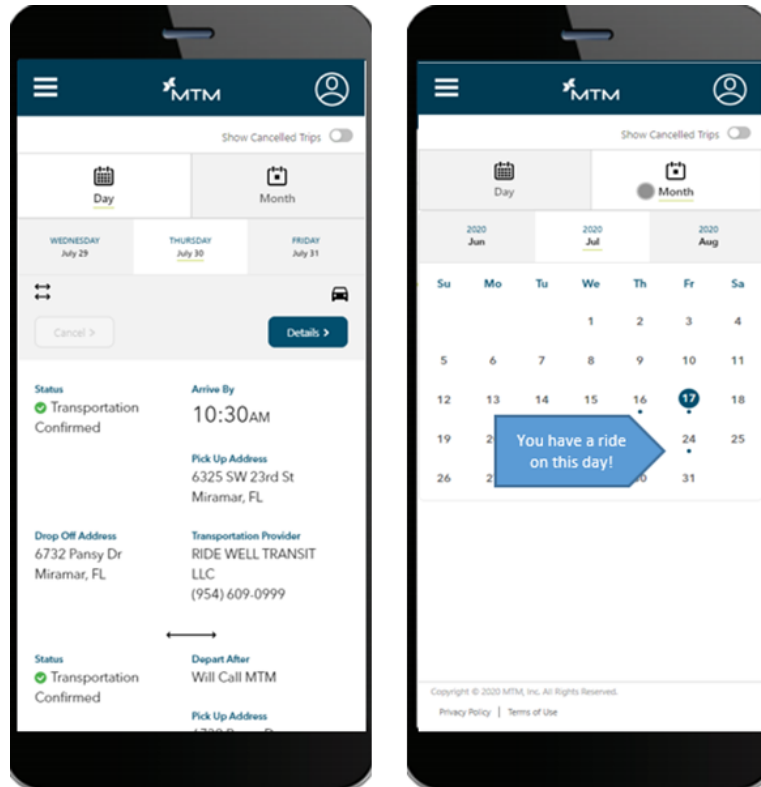 MTM
Show Cancelled Trips
Day
Month
WEDNESDAY
July 29
THURSDAY
July 30
FRIDAY
July 31
Cancel >
Details >
Status
Transportation
Confirmed
Arrive By
10:30AM
Pick Up Address
6325 SW 23rd St
Miramar, FL
Drop Off Address
6732 Pansy Dr
Miramar, FL
Transportation Provider
RIDE WELL TRANSIT
LLC
(954) 609-0999
Status
Transportation
Confirmed
Depart After
Will Call MTM
Pick Up Address
MTM
Show Cancelled Trips
Day
Month
2020
Jun
2020
Jul
2020
Aug
Su Mo Tu We Th Fr Sa
1 2 3 4
5 6 7 8 9 10 11
12 13 14 15 16 17 18
19 24 25
26 31
You have a ride
on this day!
Copyright © 2020 MTM, Inc. All Rights Reserved.
Privacy Policy | Terms of Use